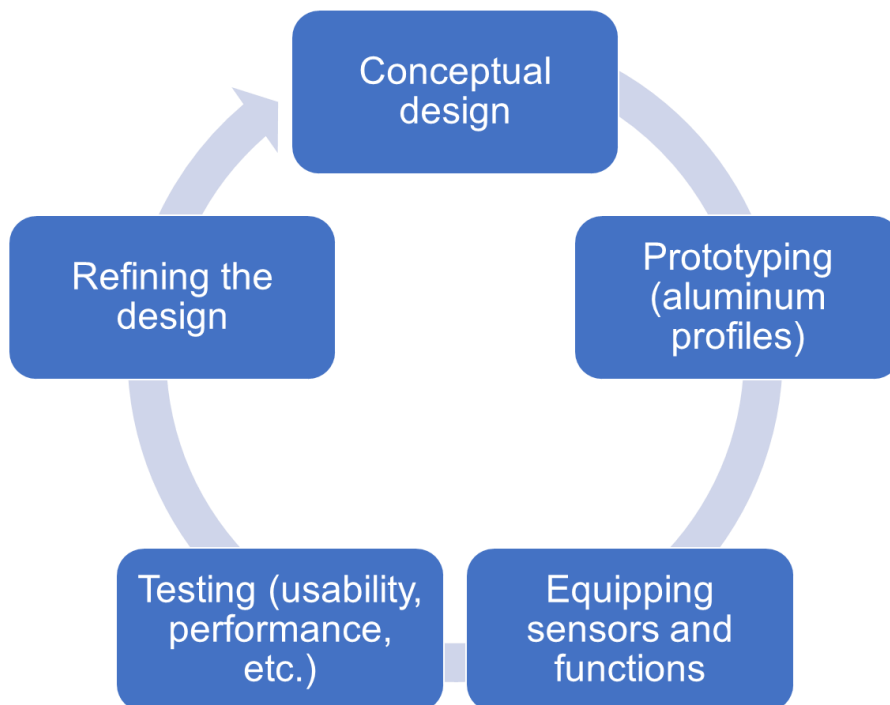 Conceptual
design
Prototyping
(aluminum
profiles)
Equipping
sensors and
functions
Testing (usability,
performance,
etc.)
Refining the
design